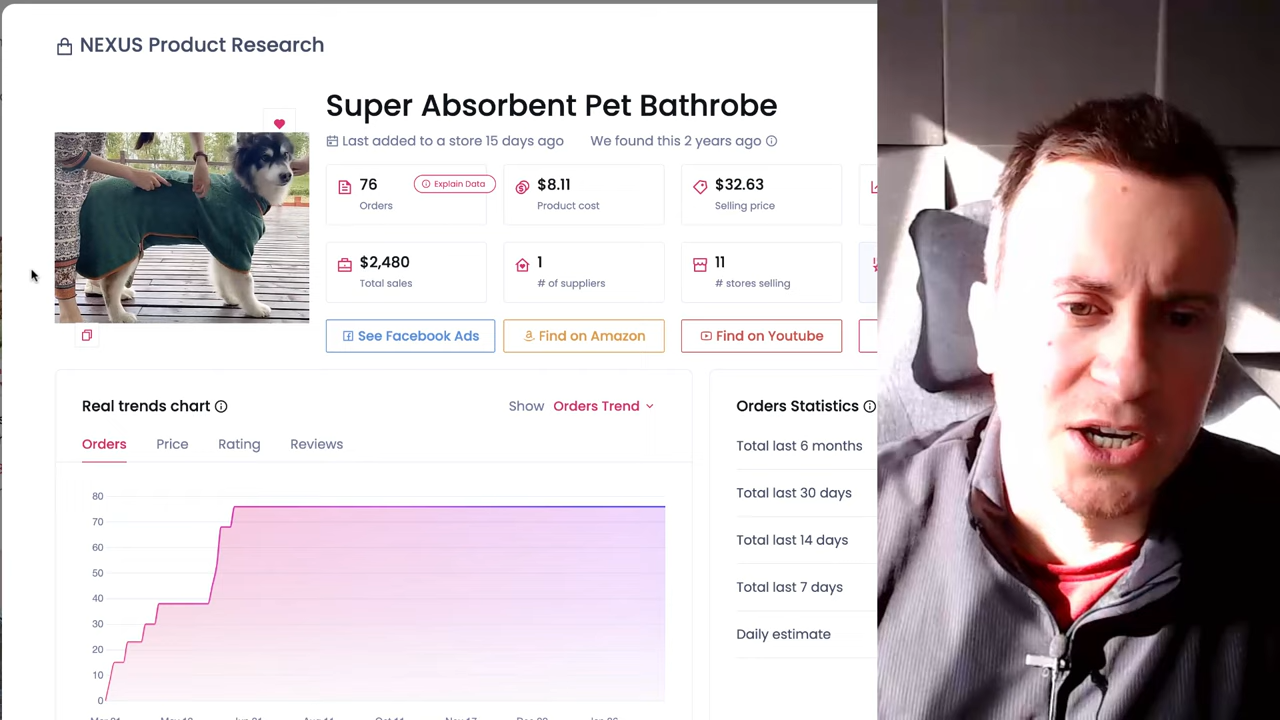 NEXUS Product Research
Super Absorbent Pet Bathrobe
Last added to a store 15 days ago We found this 2 years ago
76 Explain Data $8.11 $32.63
Orders Product cost Selling price
$2,480 1 11
Total sales # of suppliers # stores selling
See Facebook Ads Find on Amazon Find on Youtube
Real trends chart Show Orders Trend
Orders Price Rating Reviews
80
70
60
50
40
30
20
10
0
Orders Statistics
Total last 6 months
Total last 30 days
Total last 14 days
Total last 7 days
Daily estimate